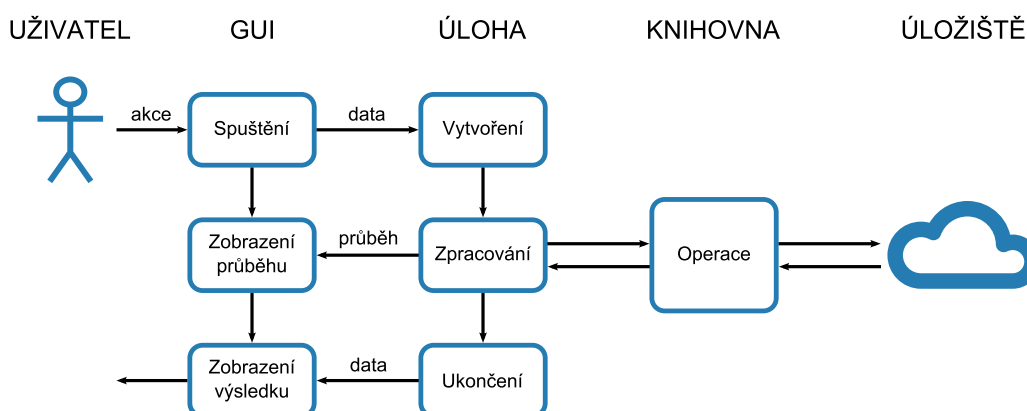 UŽIVATEL
GUI
ÚLOHA
KNIHOVNA
ÚLOŽIŠTĚ
akce
Spuštění
data
Vytvoření
Zobrazení
průběhu
průběh
Zpracování
Operace
Zobrazení
výsledku
data
Ukončení